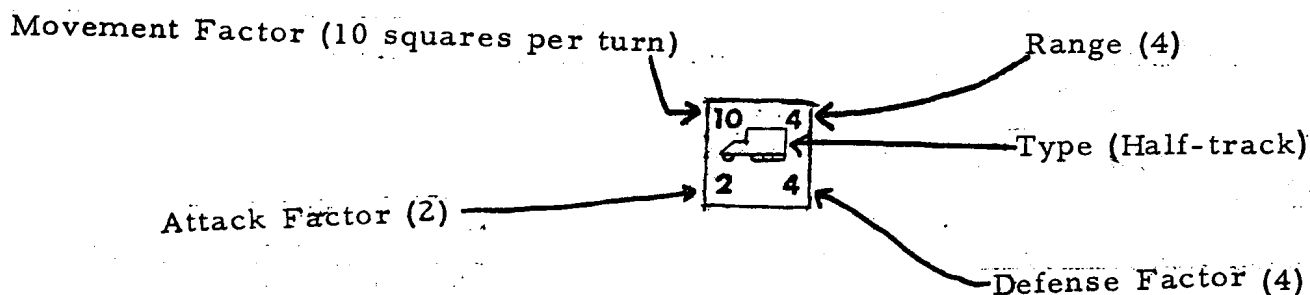 Movement Factor (10 squares per turn)
Range (4)
10 4
Type (Half-track)
2 4
Attack Factor (2)
Defense Factor (4)